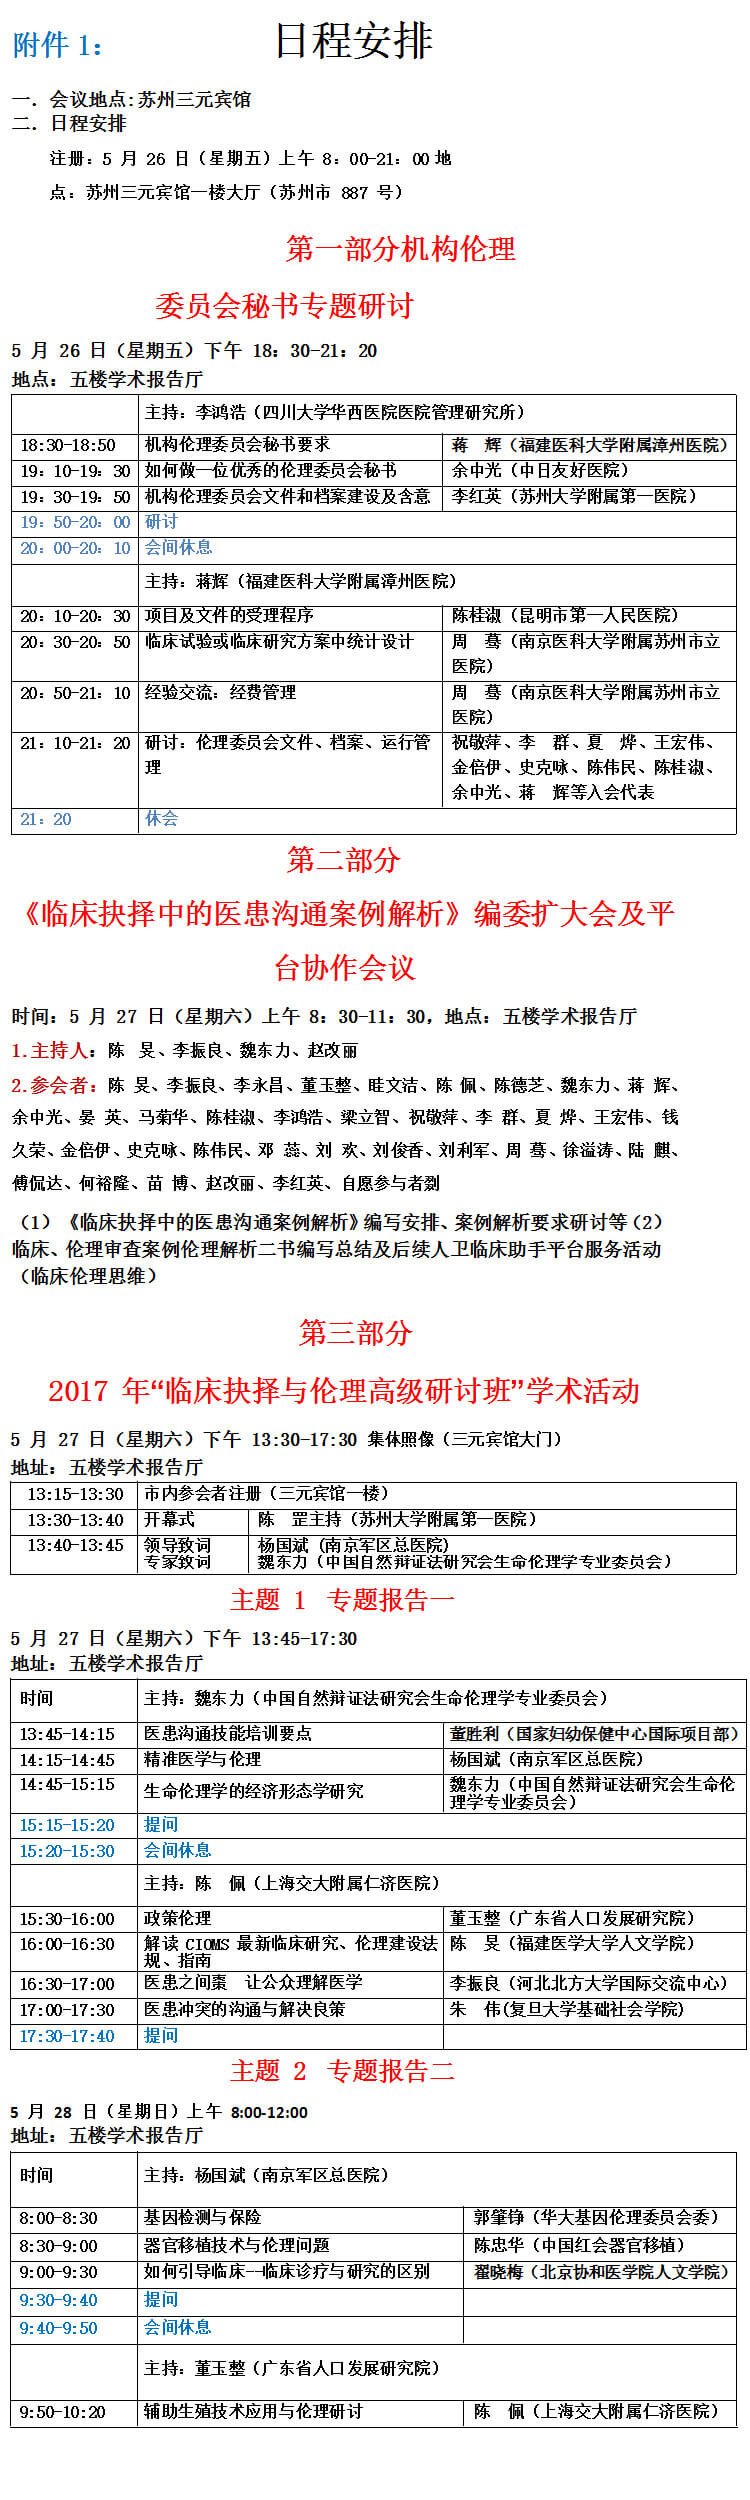 附件 1： 日程安排
一. 会议地点:苏州三元宾馆
二. 日程安排
注册：5 月 26 日（星期五）上午 8：00-21：00地
点：苏州三元宾馆一楼大厅（苏州市 887 号）
第一部分机构伦理
委员会秘书专题研讨
5 月 26 日（星期五）下午 18：30-21：20
地点：五楼学术报告厅
主持：李鸿浩（四川大学华西医院医院管理研究所）
18:30-18:50 机构伦理委员会秘书要求 蒋 辉（福建医科大学附属漳州医院）
19：10-19：30 如何做一位优秀的伦理委员会秘书 余中光（中日友好医院）
19：30-19：50 机构伦理委员会文件和档案建设及含意 李红英（苏州大学附属第一医院）
19：50-20：00 研讨
20：00-20：10 会间休息
主持：蒋辉（福建医科大学附属漳州医院）
20：10-20：30 项目及文件的受理程序 陈桂淑（昆明市第一人民医院）
20：30-20：50 临床试验或临床研究方案中统计设计 周 蓦（南京医科大学附属苏州市立
医院）
20：50-21：10 经验交流：经费管理 周 蓦（南京医科大学附属苏州市立
医院）
21：10-21：20 研讨：伦理委员会文件、档案、运行管 祝敬萍、李 群、夏 烨、王宏伟、
理 金倍伊、史克咏、陈伟民、陈桂淑、
余中光、蒋 辉等入会代表
21：20 休会
第二部分
《临床抉择中的医患沟通案例解析》编委扩大会及平
台协作会议
时间：5 月 27 日（星期六）上午 8：30-11：30，地点：五楼学术报告厅
1.主持人：陈 旻、李振良、魏东力、赵改丽
2.参会者：陈 旻、李振良、李永昌、董玉整、眭文洁、陈 佩、陈德芝、魏东力、蒋 辉、
余中光、晏 英、马菊华、陈桂淑、李鸿浩、梁立智、祝敬萍、李 群、夏 烨、王宏伟、钱
久荣、金倍伊、史克咏、陈伟民、邓 蕊、刘 欢、刘俊香、刘利军、周 蓦、徐溢涛、陆 麒、
傅侃达、何裕隆、苗 博、赵改丽、李红英、自愿参与者剟
（1）《临床抉择中的医患沟通案例解析》编写安排、案例解析要求研讨等（2）
临床、伦理审查案例伦理解析二书编写总结及后续人卫临床助手平台服务活动
（临床伦理思维）
第三部分
2017 年“临床抉择与伦理高级研讨班”学术活动
5 月 27 日（星期六）下午 13:30-17:30 集体照像（三元宾馆大门）
地址：五楼学术报告厅
13:15-13:30 市内参会者注册（三元宾馆一楼）
13:30-13:40 开幕式 陈 罡主持（苏州大学附属第一医院）
13:40-13:45 领导致词 杨国斌（南京军区总医院）
专家致词 魏东力（中国自然辩证法研究会生命伦理学专业委员会）
主题 1 专题报告一
5 月 27 日（星期六）下午 13:45-17:30
地址：五楼学术报告厅
时间 主持：魏东力（中国自然辩证法研究会生命伦理学专业委员会）
13:45-14:15 医患沟通技能培训要点 董胜利（国家妇幼保健中心国际项目部）
14:15-14:45 精准医学与伦理 杨国斌（南京军区总医院）
14:45-15:15 生命伦理学的经济形态学研究 魏东力（中国自然辩证法研究会生命伦
理学专业委员会）
15:15-15:20 提问
15:20-15:30 会间休息
主持：陈 佩（上海交大附属仁济医院）
15:30-16:00 政策伦理 董玉整（广东省人口发展研究院）
16:00-16:30 解读 CIOMS 最新临床研究、伦理建设法 陈 旻（福建医学大学人文学院）
规、指南
16:30-17:00 医患之间棗 让公众理解医学 李振良（河北北方大学国际交流中心）
17:00-17:30 医患冲突的沟通与解决良策 朱 伟(复旦大学基础社会学院)
17:30-17:40 提问
主题 2 专题报告二
5 月 28 日（星期日）上午 8:00-12:00
地址：五楼学术报告厅
时间 主持：杨国斌（南京军区总医院）
8:00-8:30 基因检测与保险 郭肇铮（华大基因伦理委员会委）
8:30-9:00 器官移植技术与伦理问题 陈忠华（中国红会器官移植）
9:00-9:30 如何引导临床--临床诊疗与研究的区别 翟晓梅（北京协和医学院人文学院）
9:30-9:40 提问
9:40-9:50 会间休息
主持：董玉整（广东省人口发展研究院）
9:50-10:20 辅助生殖技术应用与伦理研讨 陈 佩（上海交大附属仁济医院）